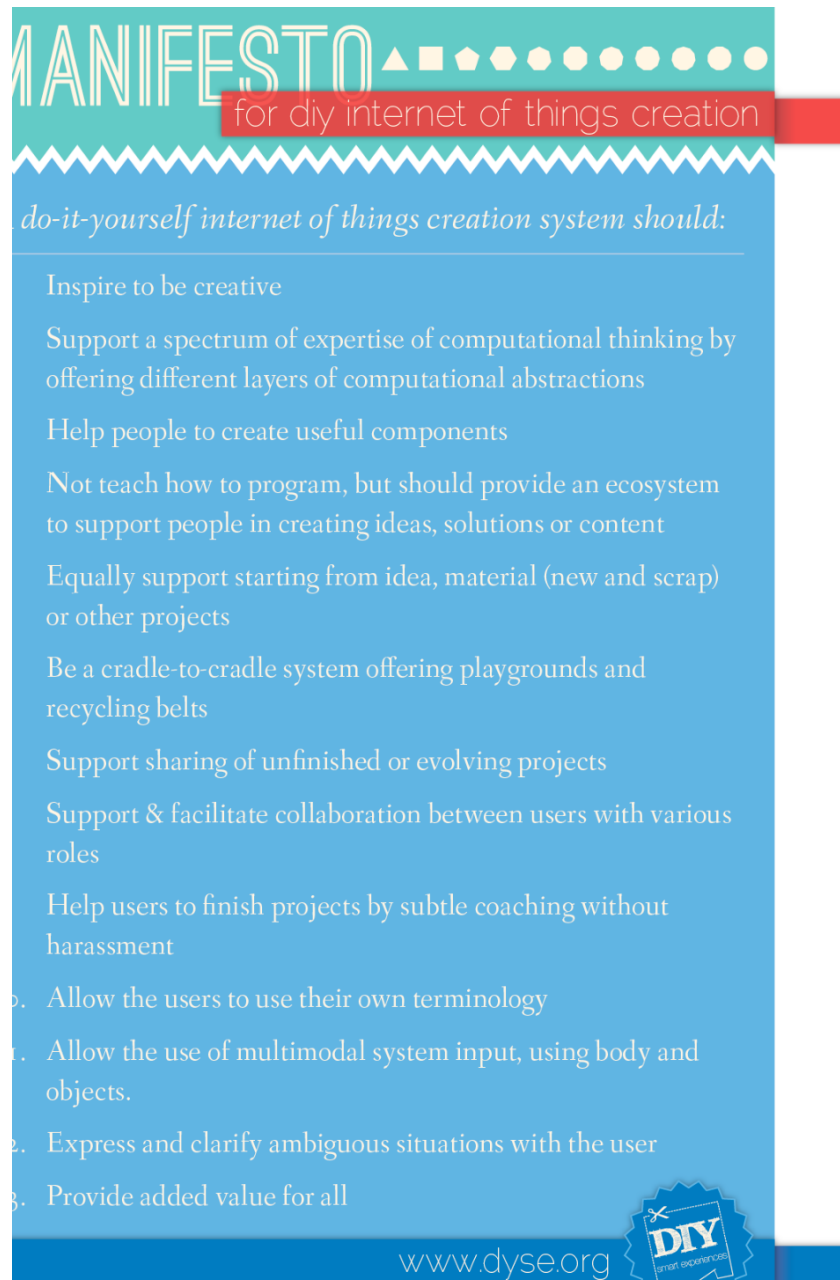 MANIFESTO
for diy internet of things creation
do-it-yourself internet of things creation system should:
Inspire to be creative
Support a spectrum of expertise of computational thinking by
offering different layers of computational abstractions
Help people to create useful components
Not teach how to program, but should provide an ecosystem
to support people in creating ideas, solutions or content
Equally support starting from idea, material (new and scrap)
or other projects
Be a cradle-to-cradle system offering playgrounds and
recycling belts
Support sharing of unfinished or evolving projects
Support & facilitate collaboration between users with various
roles
Help users to finish projects by subtle coaching without
harassment
0. Allow the users to use their own terminology
1. Allow the use of multimodal system input, using body and
objects.
2. Express and clarify ambiguous situations with the user
3. Provide added value for all
www.dyse.org
DIY
smart experiences